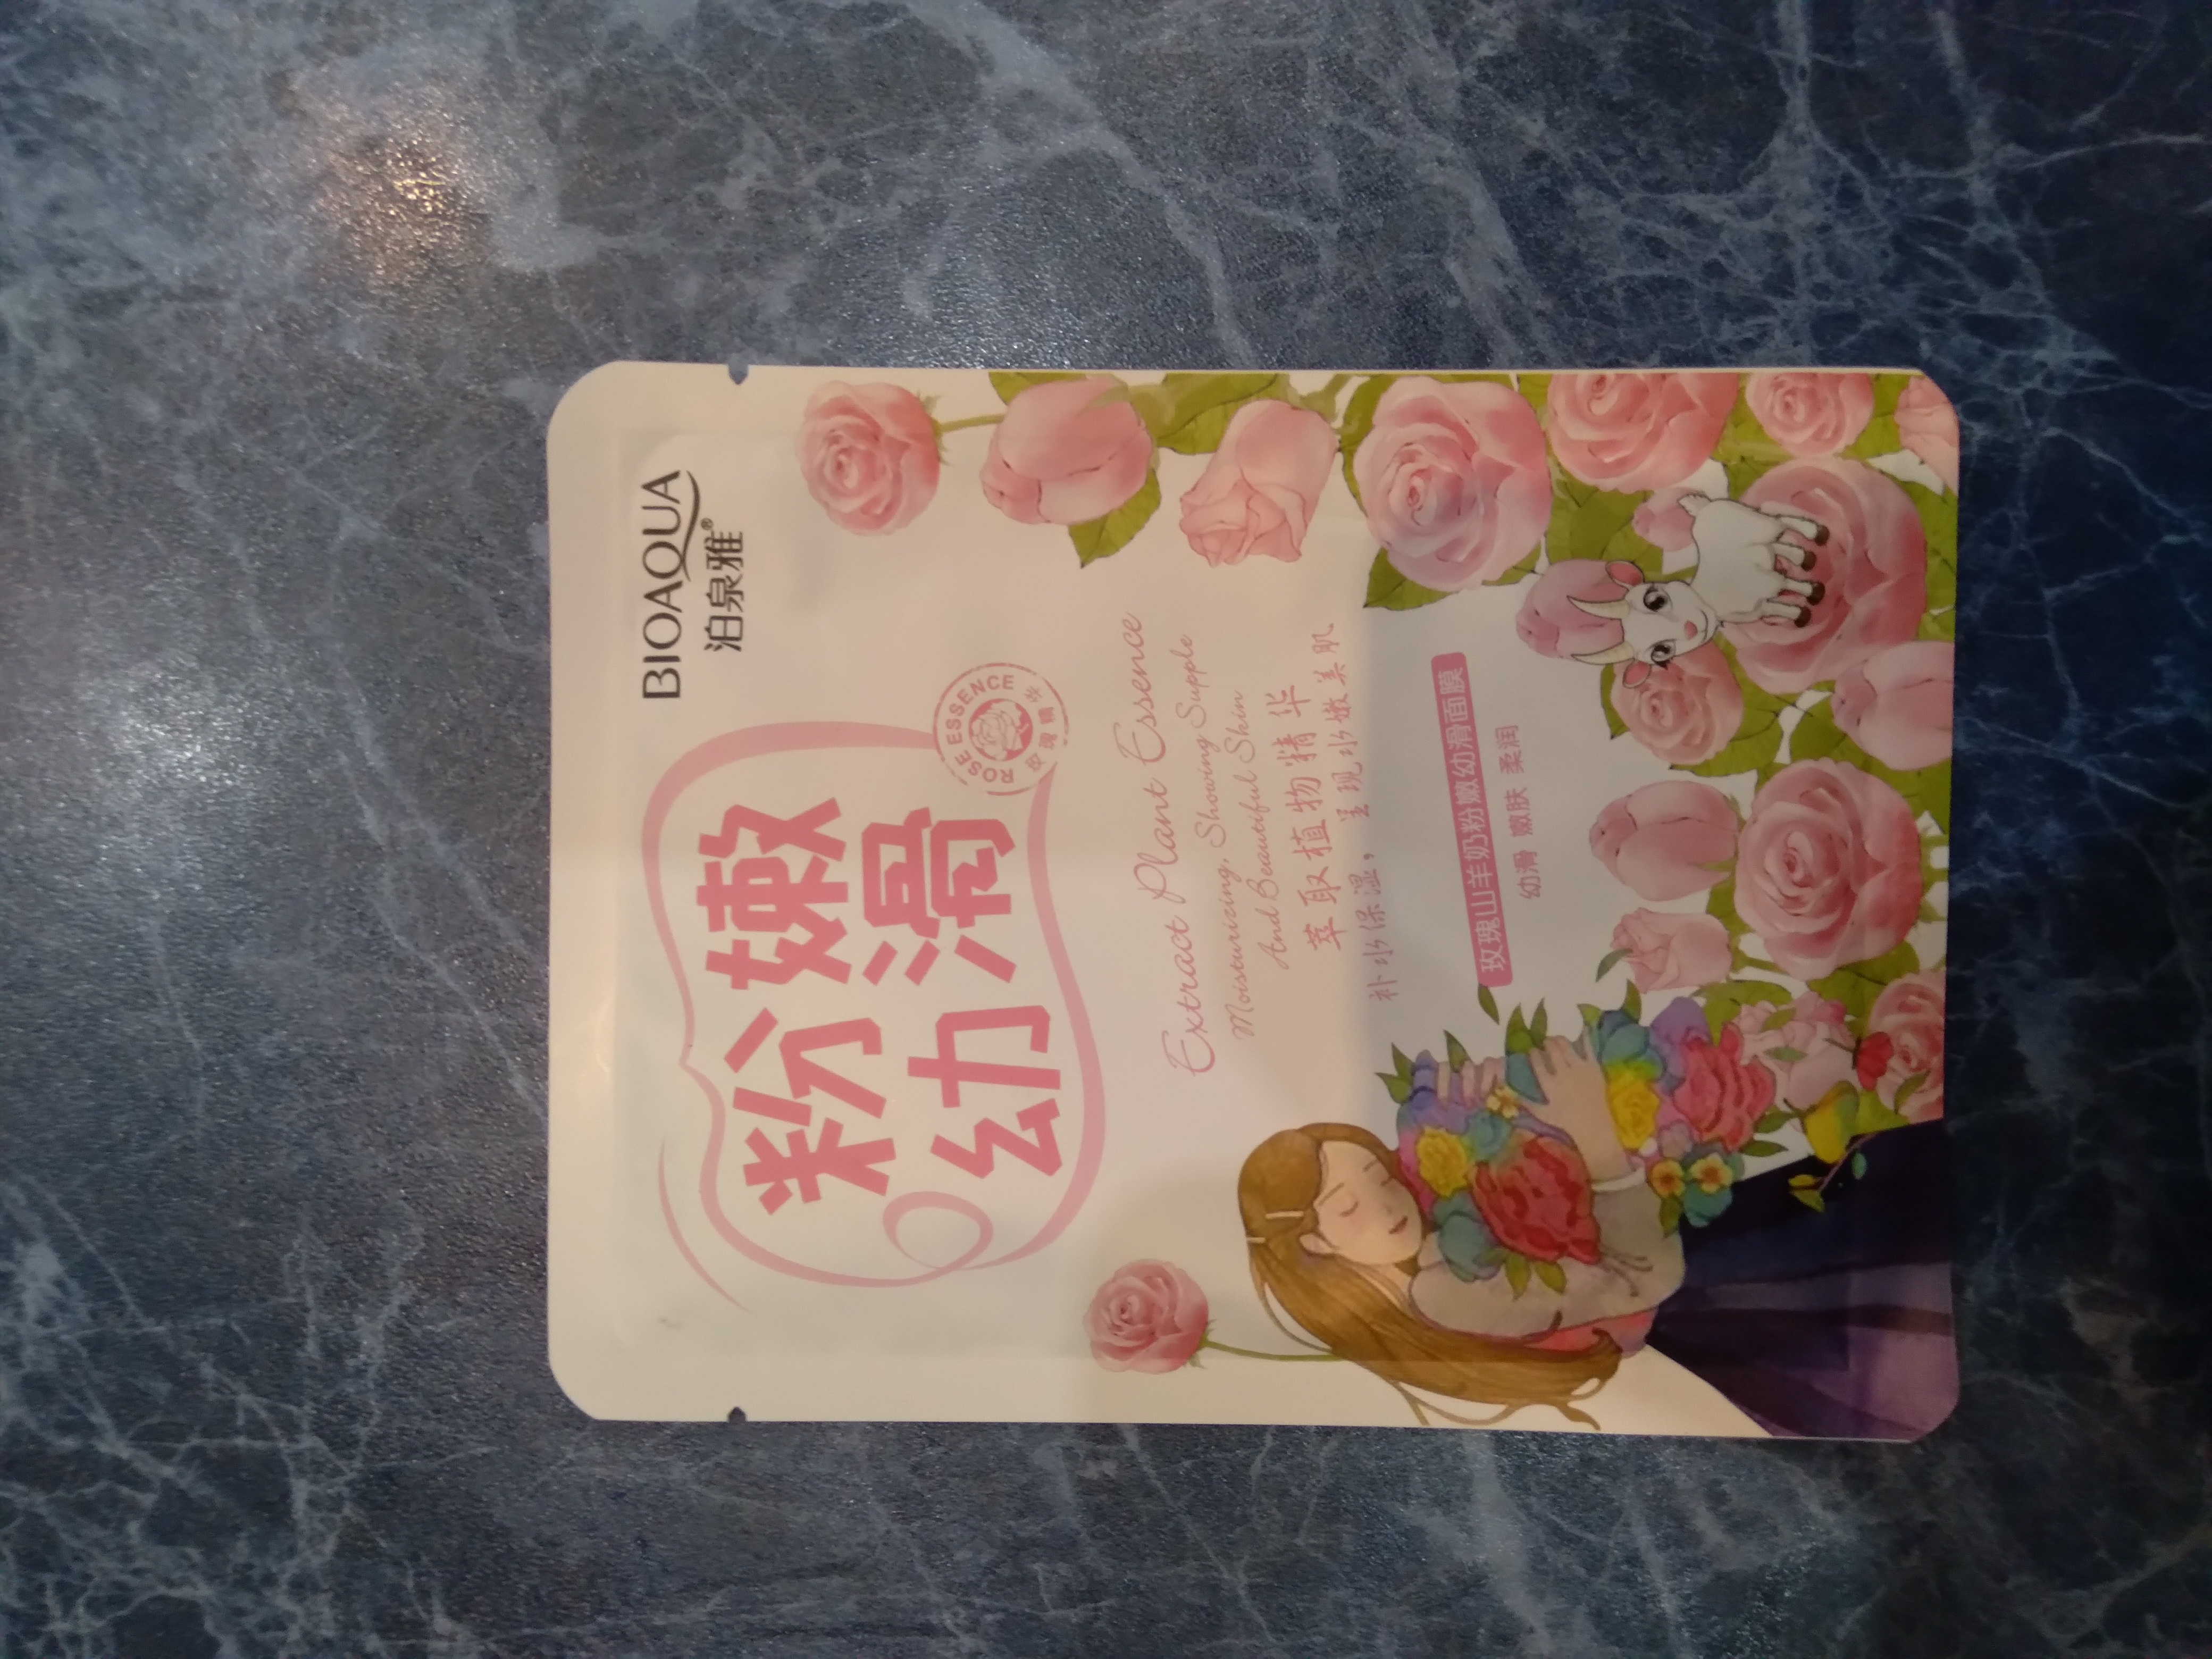 BIOAQUA
泊泉雅®
粉嫩
幼滑
ROSE ESSENCE
玫瑰精华
Extract Plant Essence
Moisturizing, Showing Supple
And Beautiful Skin
萃取植物精华
补水保湿，呈现水嫩美肌
玫瑰山羊奶粉嫩幼滑面膜
幼滑 嫩肤 柔润